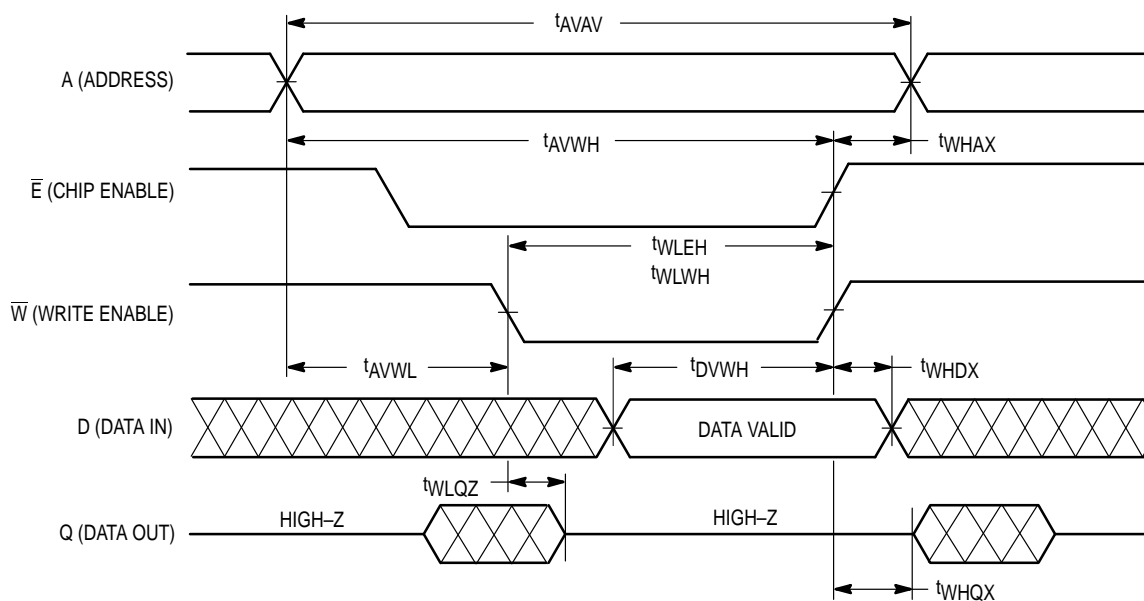 tAVAV
A (ADDRESS)
tAVWH
tWHAX
E̅ (CHIP ENABLE)
tWLEH
tWLWH
W̅ (WRITE ENABLE)
tAVWL
tDVWH
tWHDX
D (DATA IN)
DATA VALID
tWLQZ
Q (DATA OUT)
HIGH–Z
HIGH–Z
tWHQX